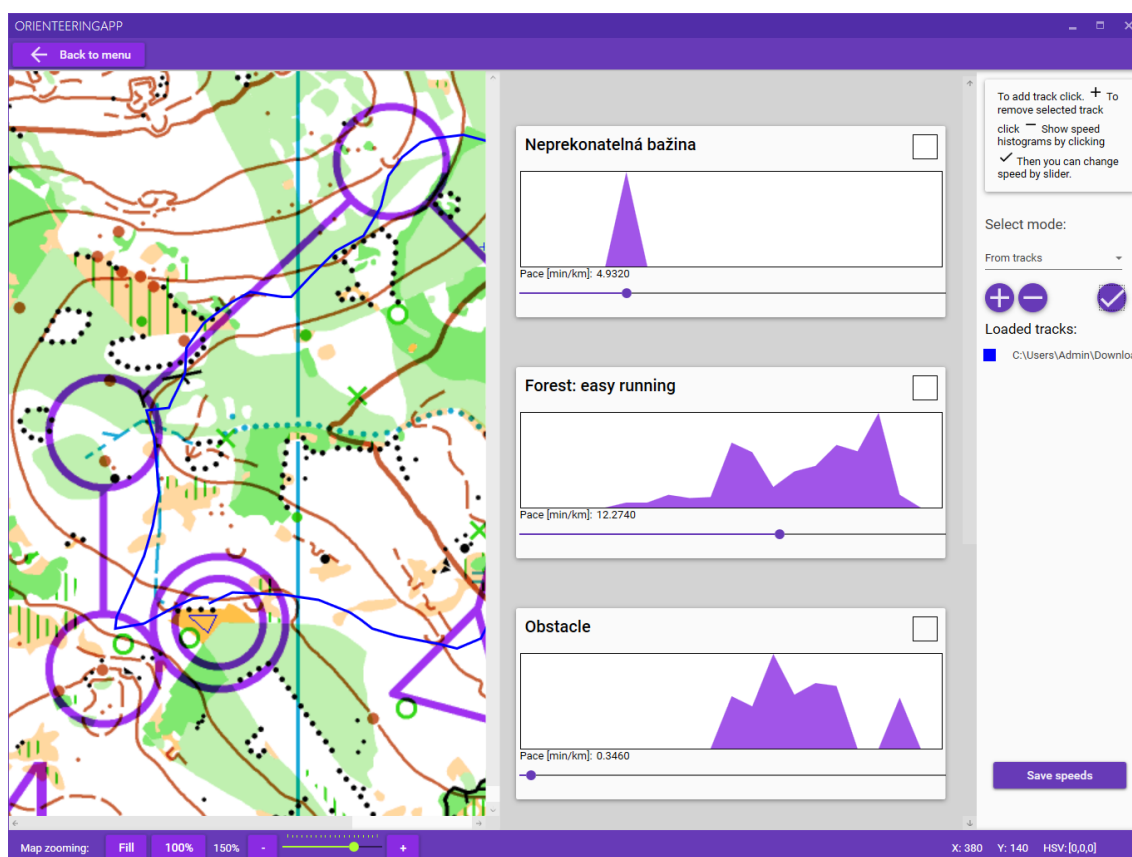 ORIENTEERINGAPP
Back to menu
Neprekonatelná bažina
Pace [min/km]: 4.9320
Forest: easy running
Pace [min/km]: 12.2740
Obstacle
Pace [min/km]: 0.3460
To add track click. + To
remove selected track
click − Show speed
histograms by clicking
✓ Then you can change
speed by slider.
Select mode:
From tracks
Loaded tracks:
C:\Users\Admin\Downloa
Save speeds
Map zooming: Fill 100% 150% - + X: 380 Y: 140 HSV:[0,0,0]